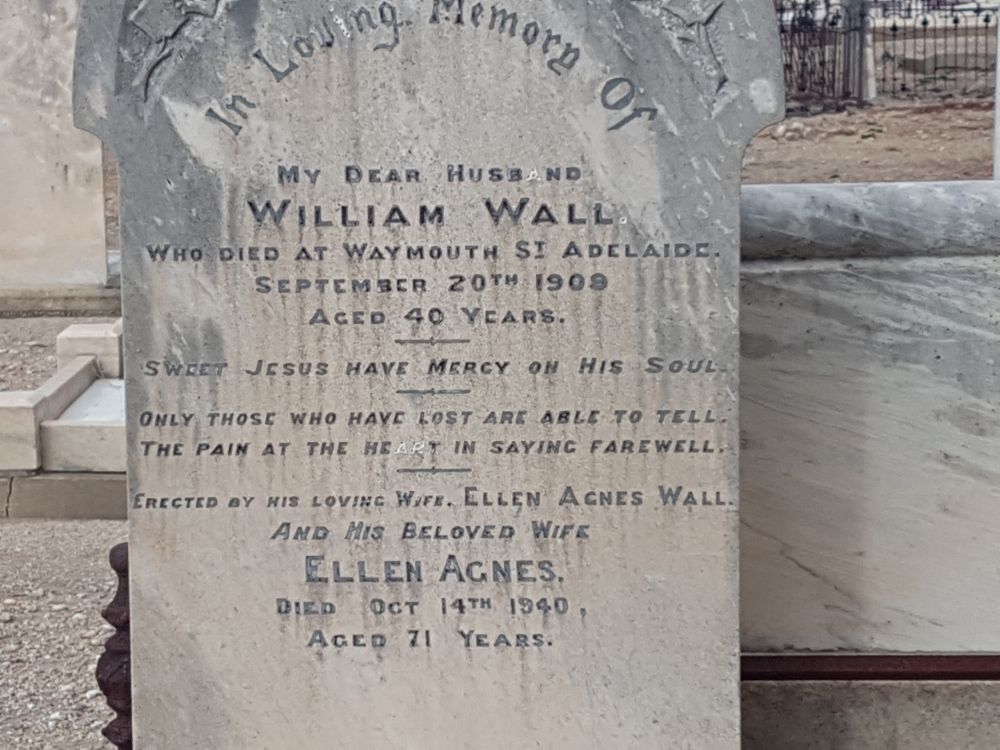 In Loving Memory Of
MY DEAR HUSBAND
WILLIAM WALL.
WHO DIED AT WAYMOUTH ST ADELAIDE.
SEPTEMBER 20TH 1909
AGED 40 YEARS.
SWEET JESUS HAVE MERCY ON HIS SOUL.
ONLY THOSE WHO HAVE LOST ARE ABLE TO TELL.
THE PAIN AT THE HEART IN SAYING FAREWELL.
ERECTED BY HIS LOVING WIFE. ELLEN AGNES WALL.
AND HIS BELOVED WIFE
ELLEN AGNES.
DIED OCT 14TH 1940,
AGED 71 YEARS.